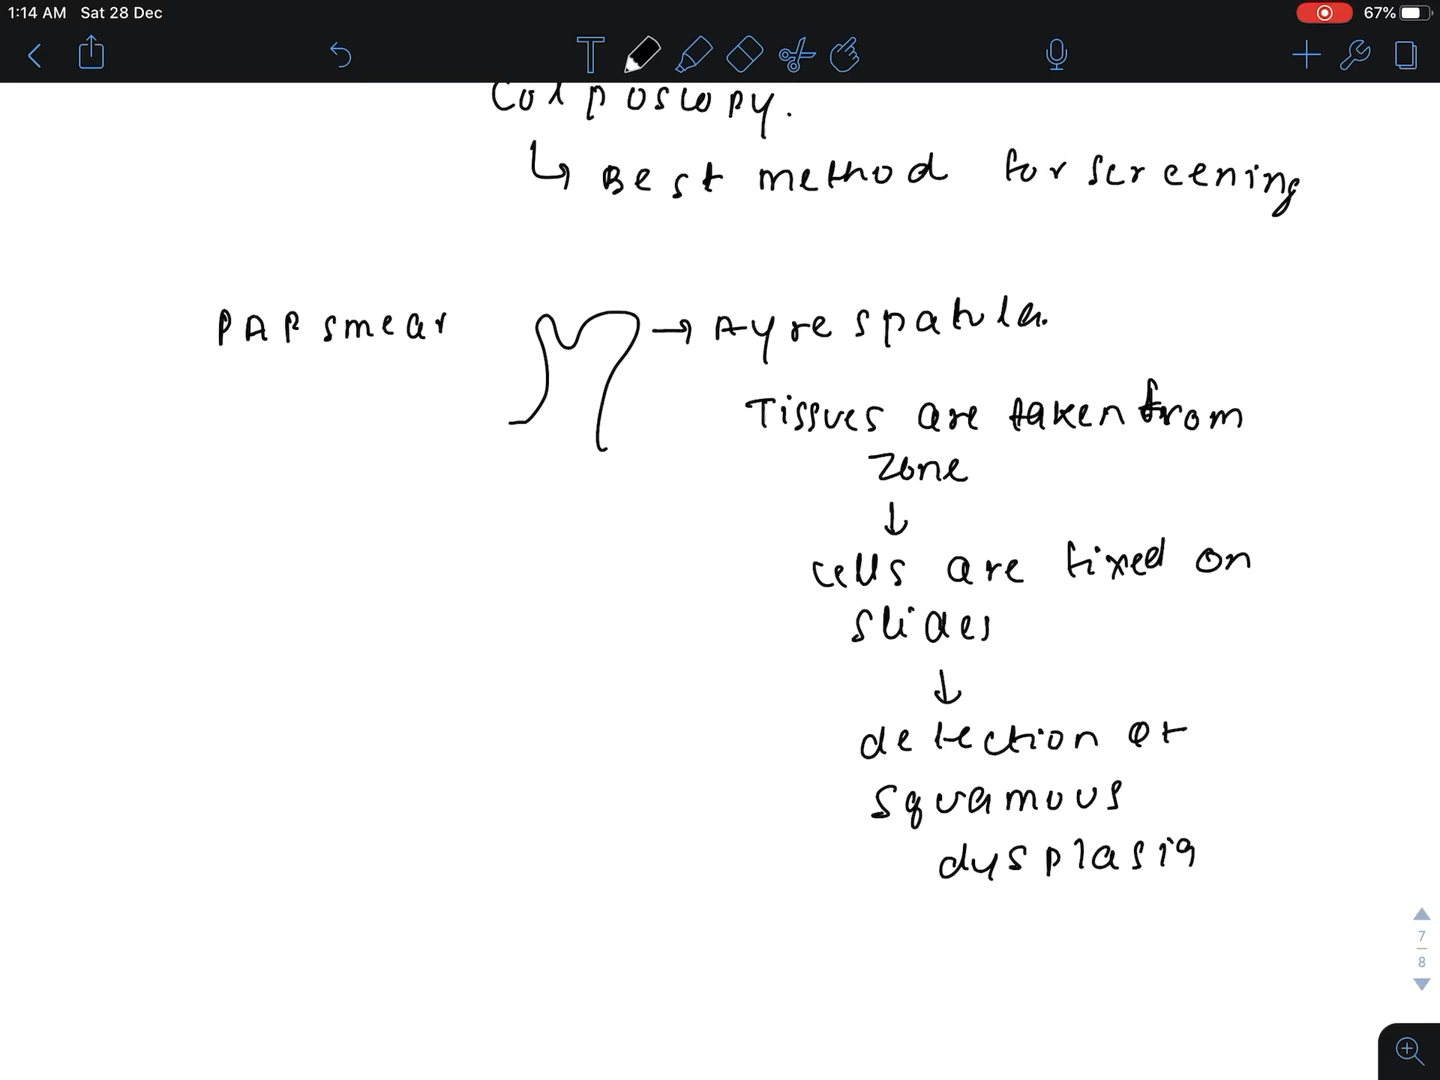 1:14 AM Sat 28 Dec
67%
Colposcopy.
↳ Best method for screening
PAP smear → Ayre spatula.
Tissues are taken from
zone
↓
cells are fixed on
slides
↓
detection of
squamous
dysplasia
7
8